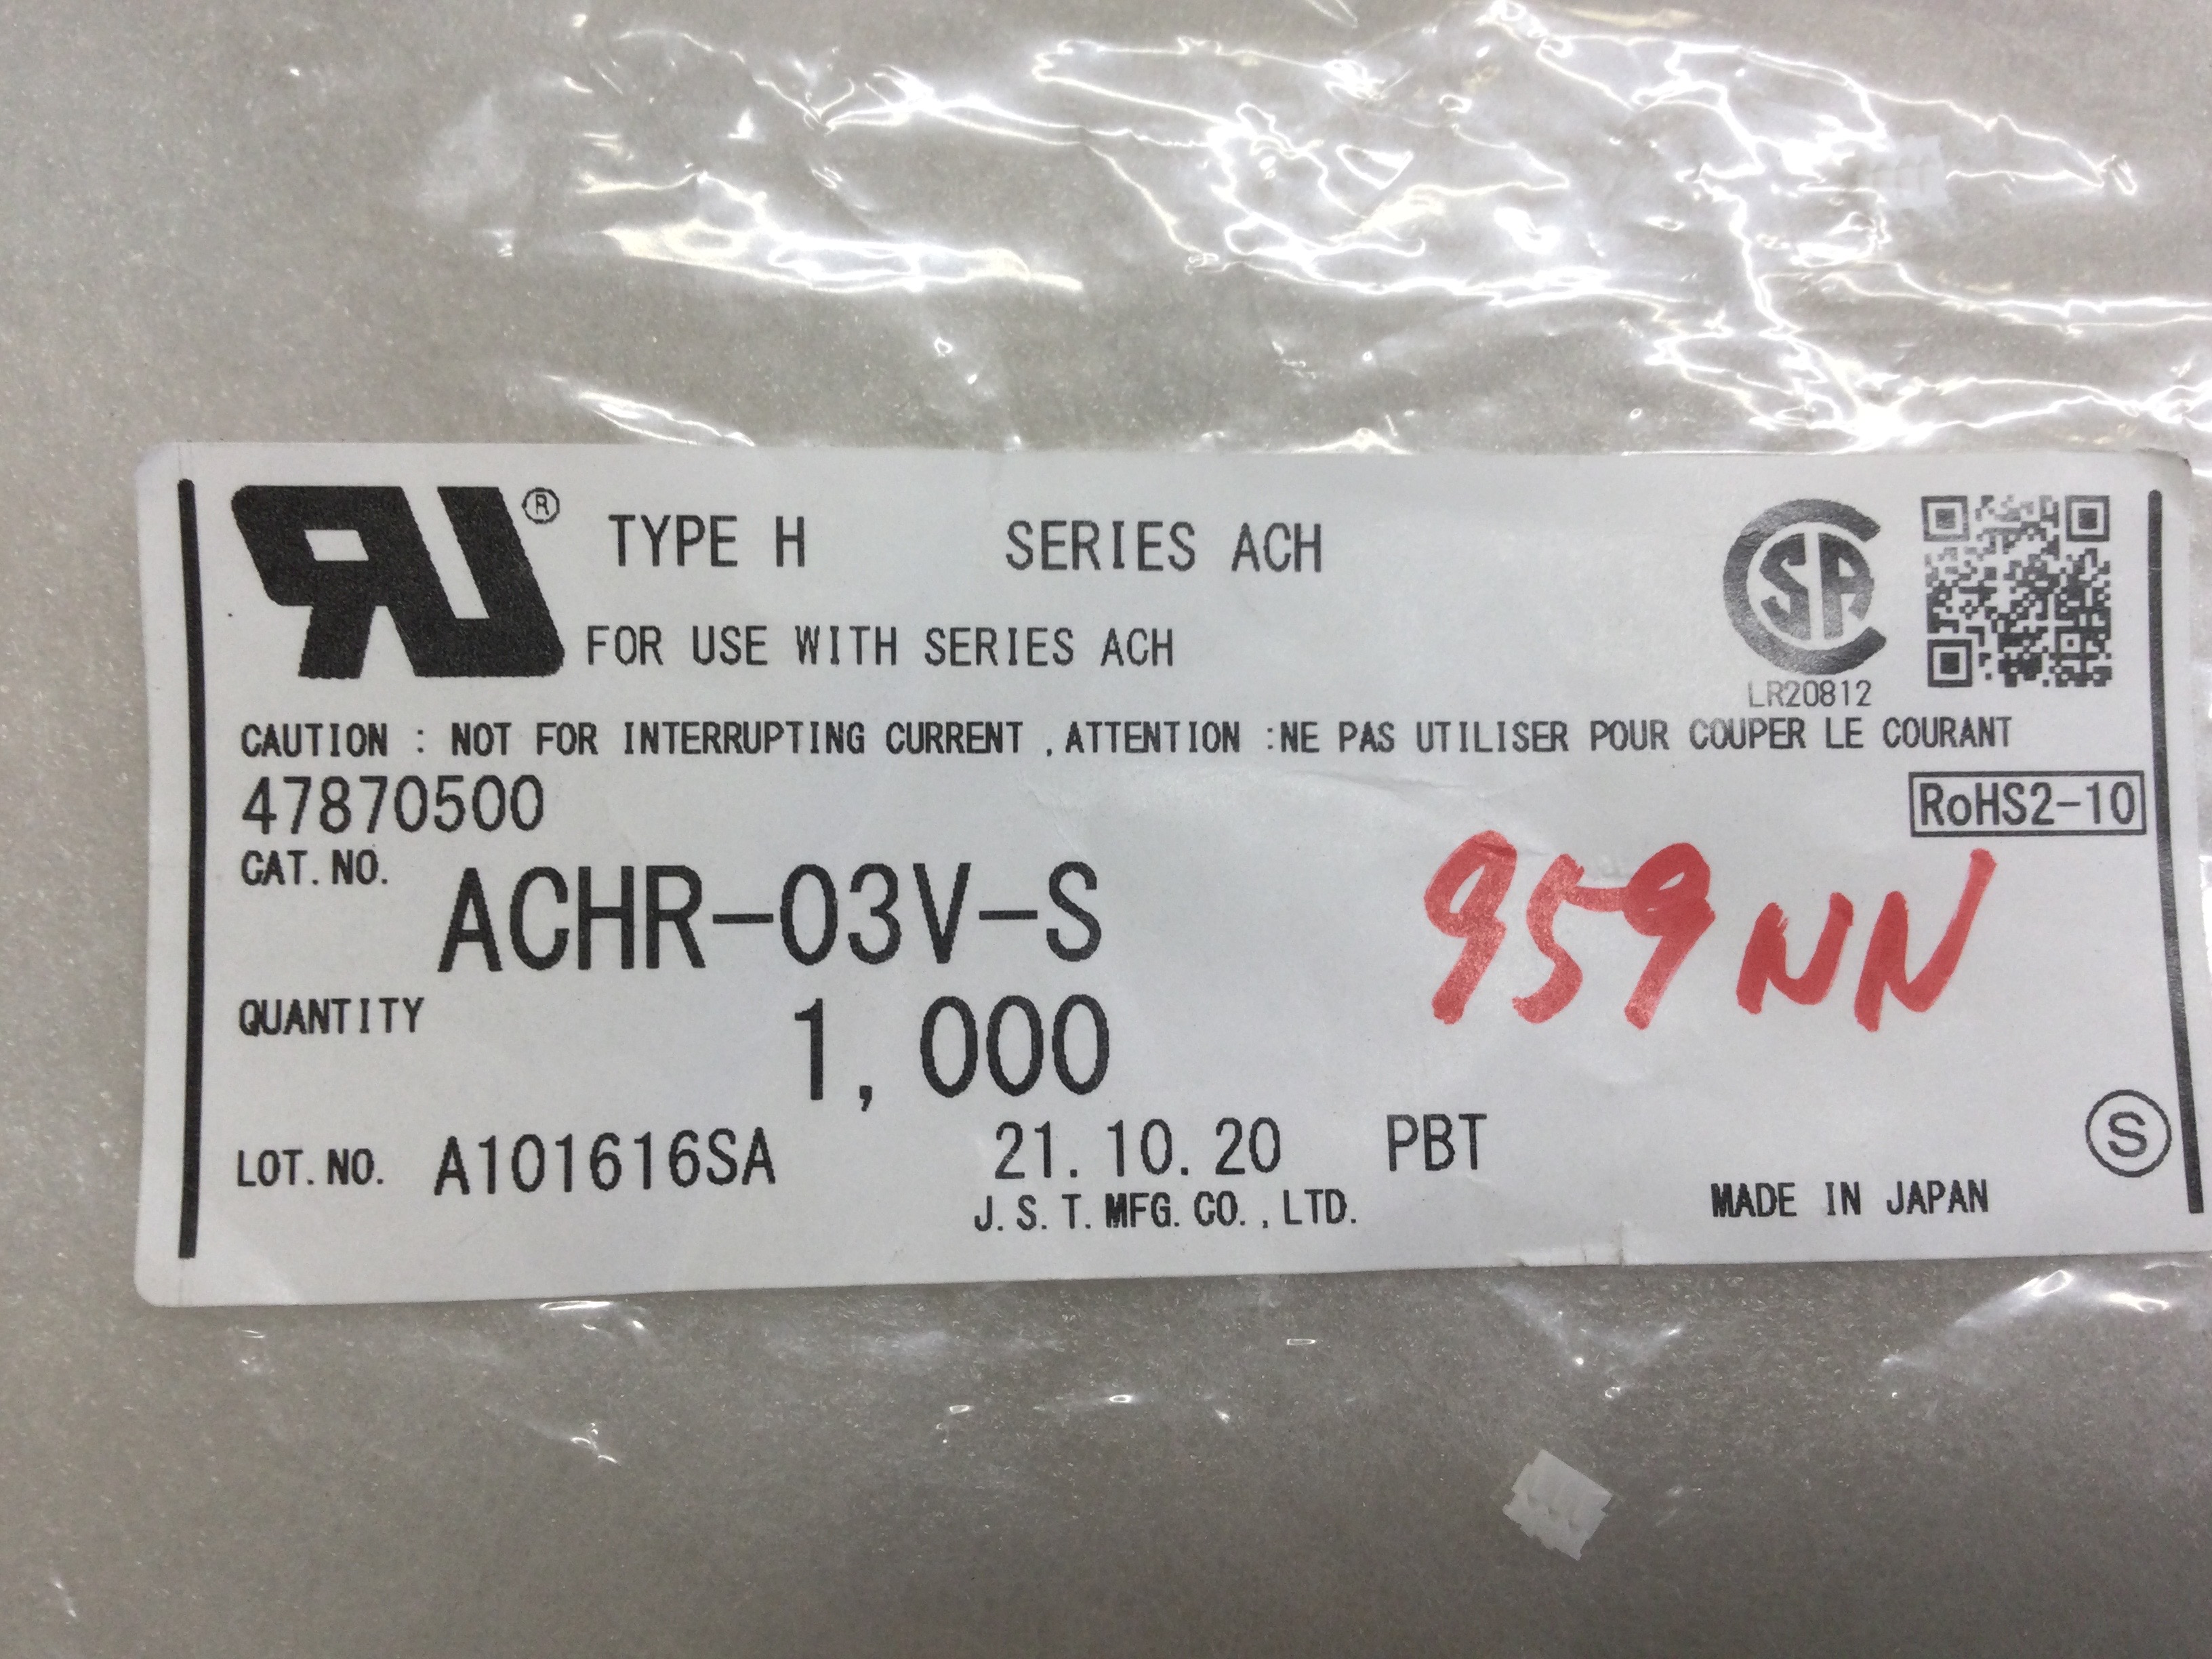 RU® TYPE H SERIES ACH
FOR USE WITH SERIES ACH
CSA
LR20812
CAUTION : NOT FOR INTERRUPTING CURRENT ,ATTENTION :NE PAS UTILISER POUR COUPER LE COURANT
47870500 RoHS2-10
CAT.NO. ACHR-03V-S 959NN
QUANTITY 1,000
LOT.NO. A101616SA 21.10.20 PBT S
J.S.T.MFG.CO.,LTD. MADE IN JAPAN